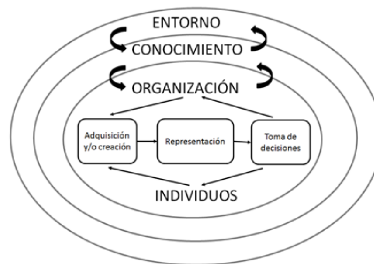 ENTORNO
CONOCIMIENTO
ORGANIZACIÓN
Adquisición
y/o creación
Representación
Toma de
decisiones
INDIVIDUOS